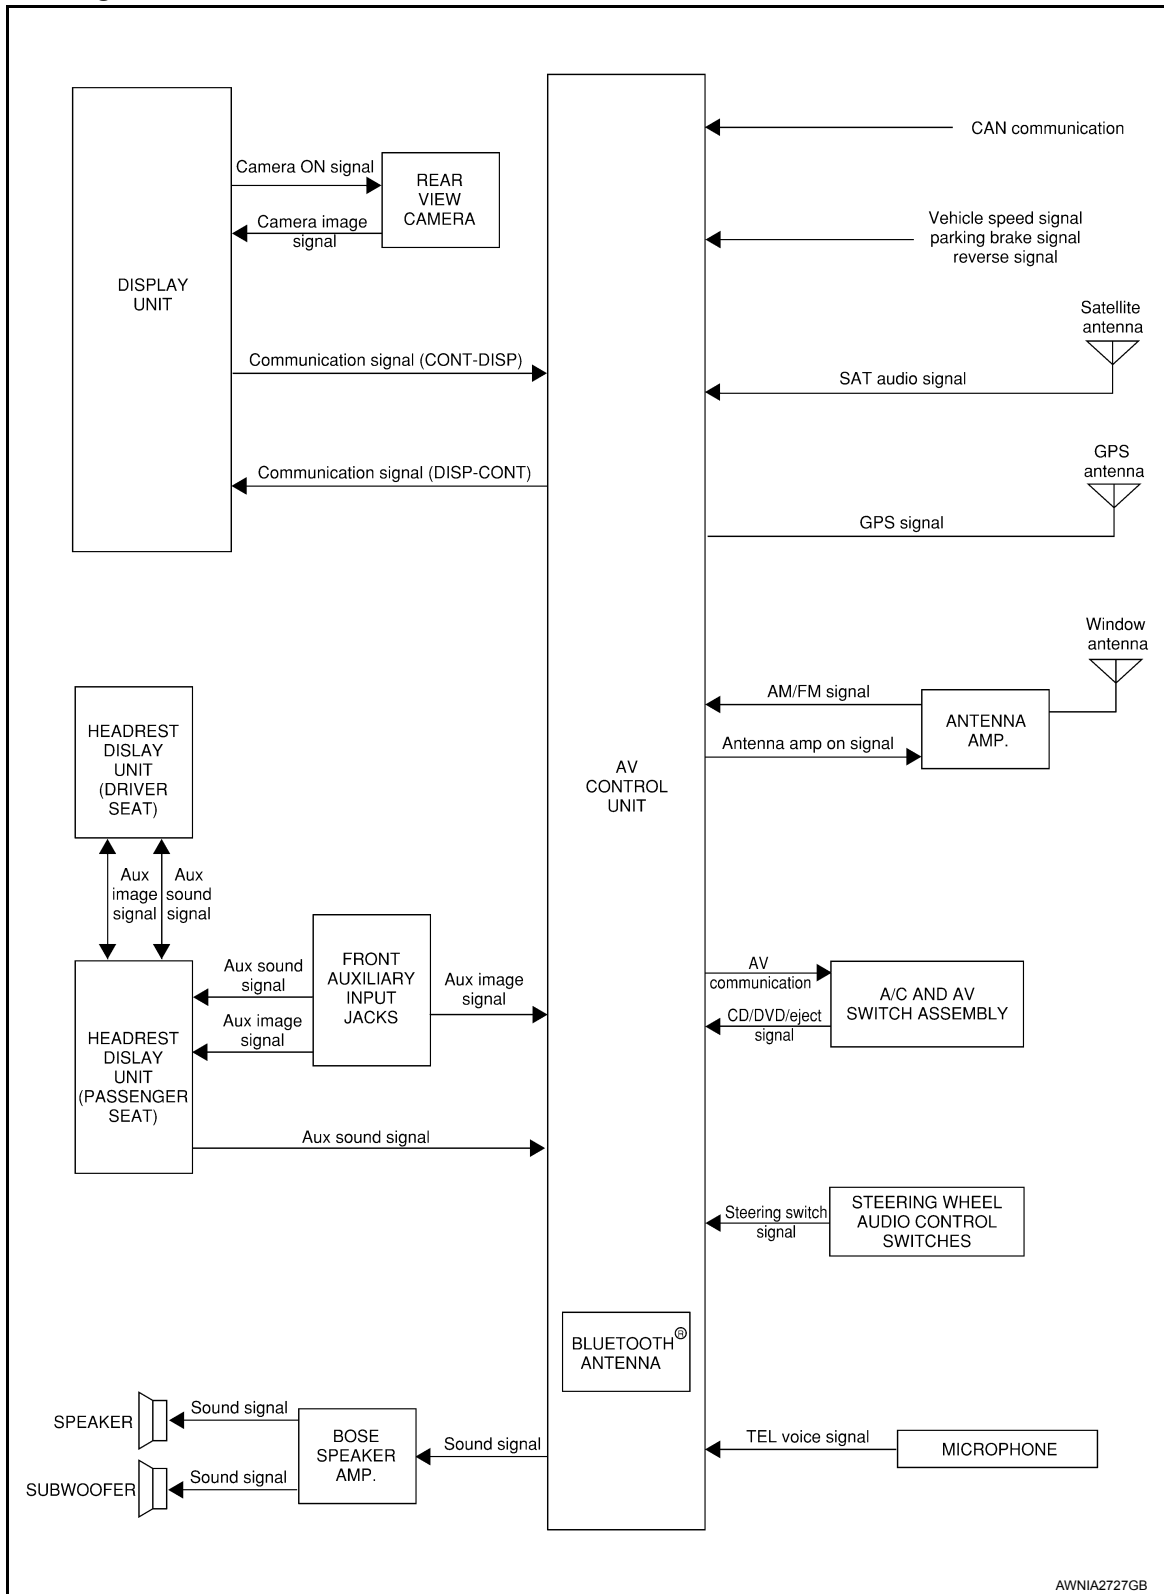 CAN communication
Camera ON signal
REAR
VIEW
CAMERA
Camera image
signal
Vehicle speed signal
parking brake signal
reverse signal
DISPLAY
UNIT
Satellite
antenna
Communication signal (CONT-DISP)
SAT audio signal
GPS
antenna
Communication signal (DISP-CONT)
GPS signal
Window
antenna
AM/FM signal
ANTENNA
AMP.
Antenna amp on signal
HEADREST
DISLAY
UNIT
(DRIVER
SEAT)
AV
CONTROL
UNIT
Aux
image
signal
Aux
sound
signal
FRONT
AUXILIARY
INPUT
JACKS
Aux sound
signal
Aux image
signal
Aux image
signal
AV
communication
A/C AND AV
SWITCH ASSEMBLY
CD/DVD/eject
signal
HEADREST
DISLAY
UNIT
(PASSENGER
SEAT)
Aux sound signal
Steering switch
signal
STEERING WHEEL
AUDIO CONTROL
SWITCHES
BLUETOOTH®
ANTENNA
SPEAKER
Sound signal
BOSE
SPEAKER
AMP.
Sound signal
TEL voice signal
MICROPHONE
SUBWOOFER
Sound signal
AWNIA2727GB